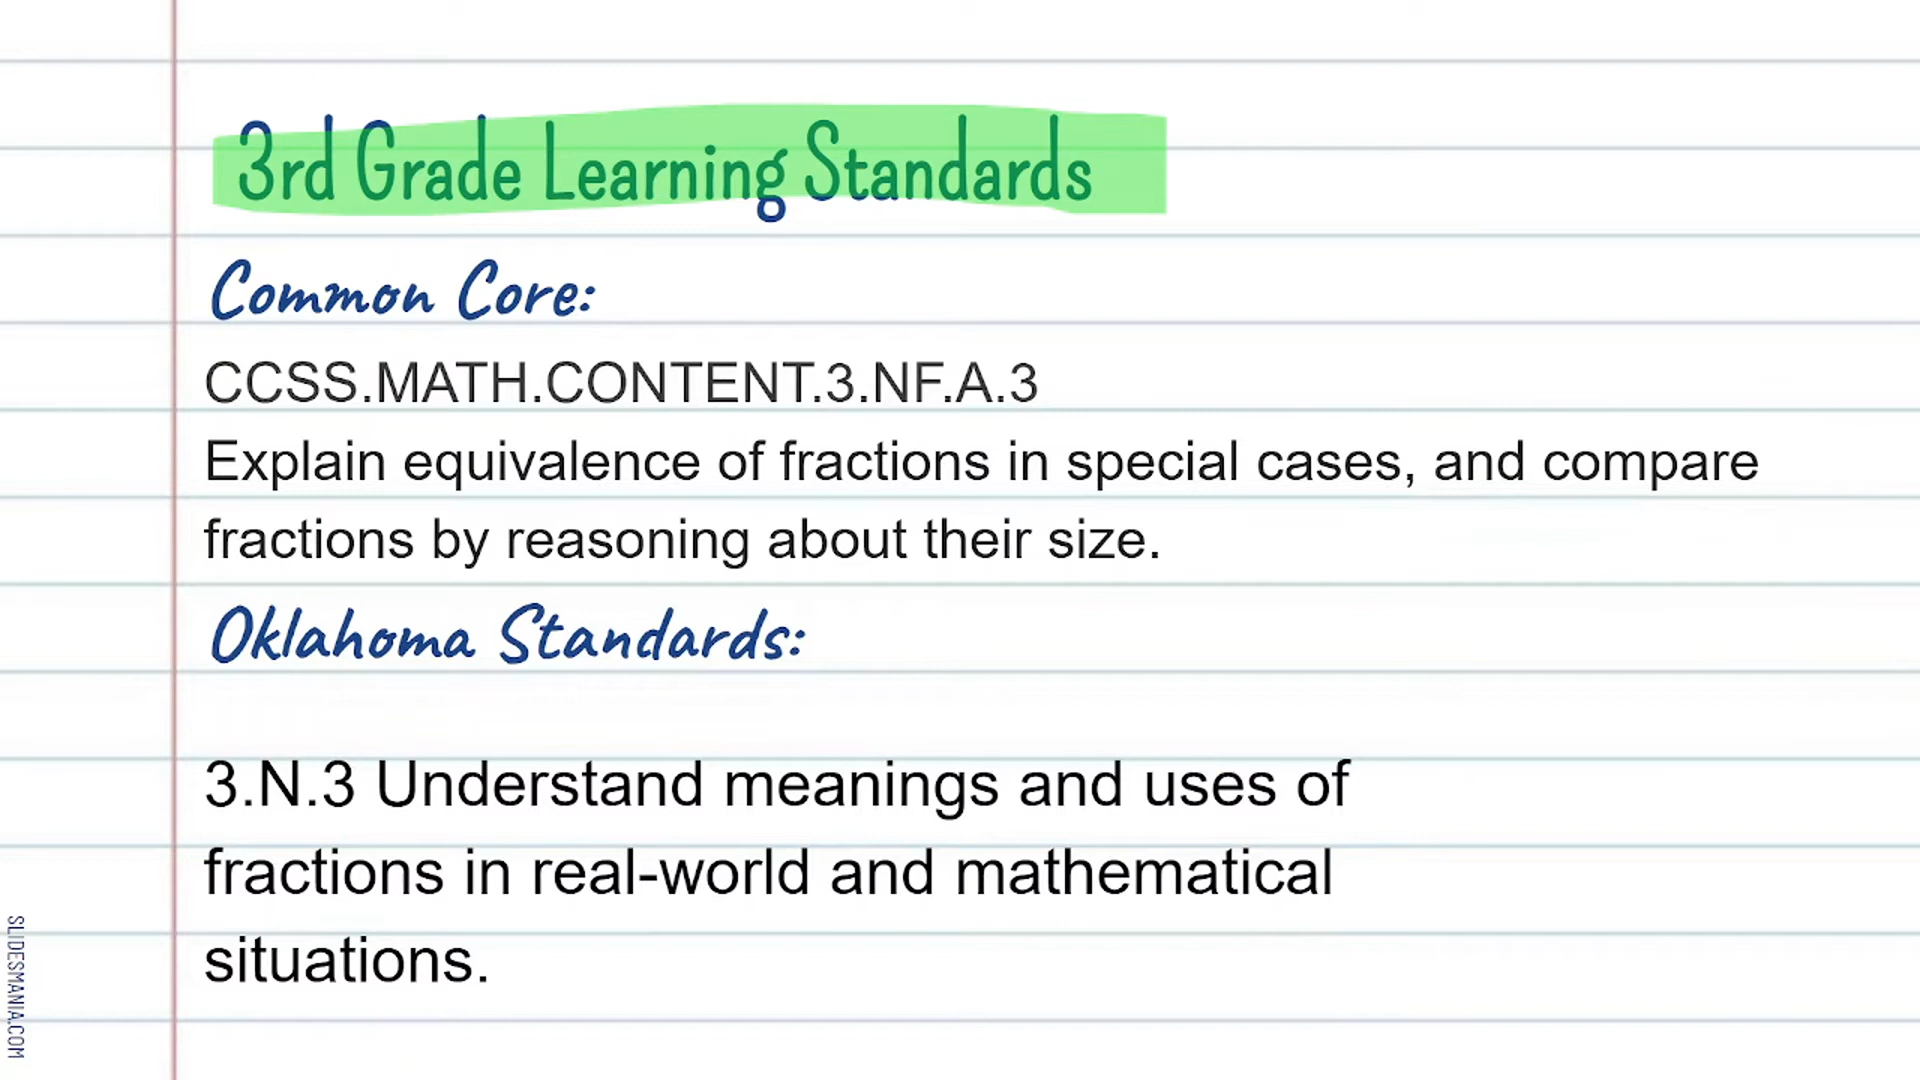 3rd Grade Learning Standards
Common Core:
CCSS.MATH.CONTENT.3.NF.A.3
Explain equivalence of fractions in special cases, and compare
fractions by reasoning about their size.
Oklahoma Standards:
3.N.3 Understand meanings and uses of
fractions in real-world and mathematical
situations.
SLIDESMANIA.COM